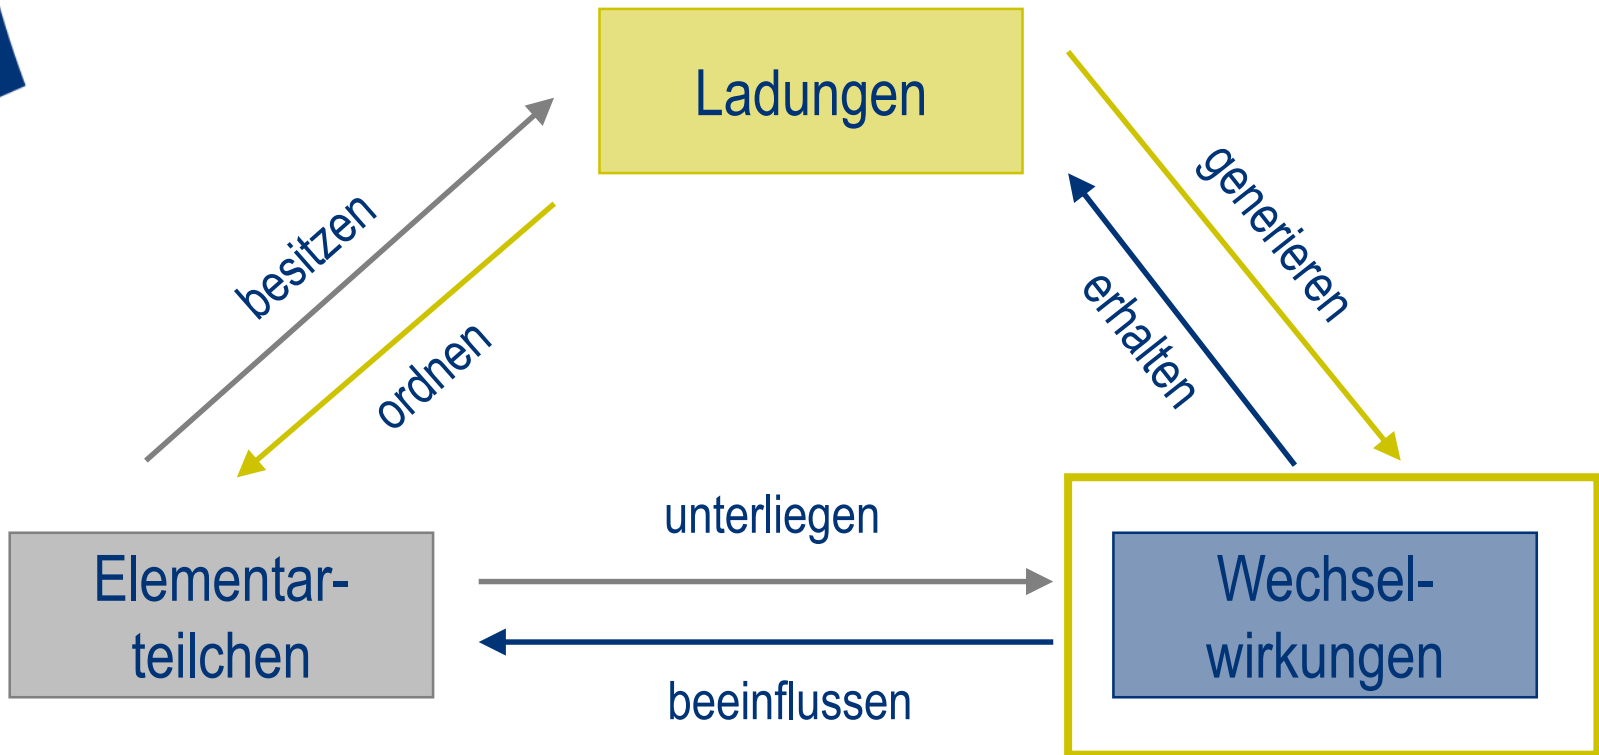 Ladungen
besitzen
ordnen
generieren
erhalten
unterliegen
Elementar-
teilchen
Wechsel-
wirkungen
beeinflussen